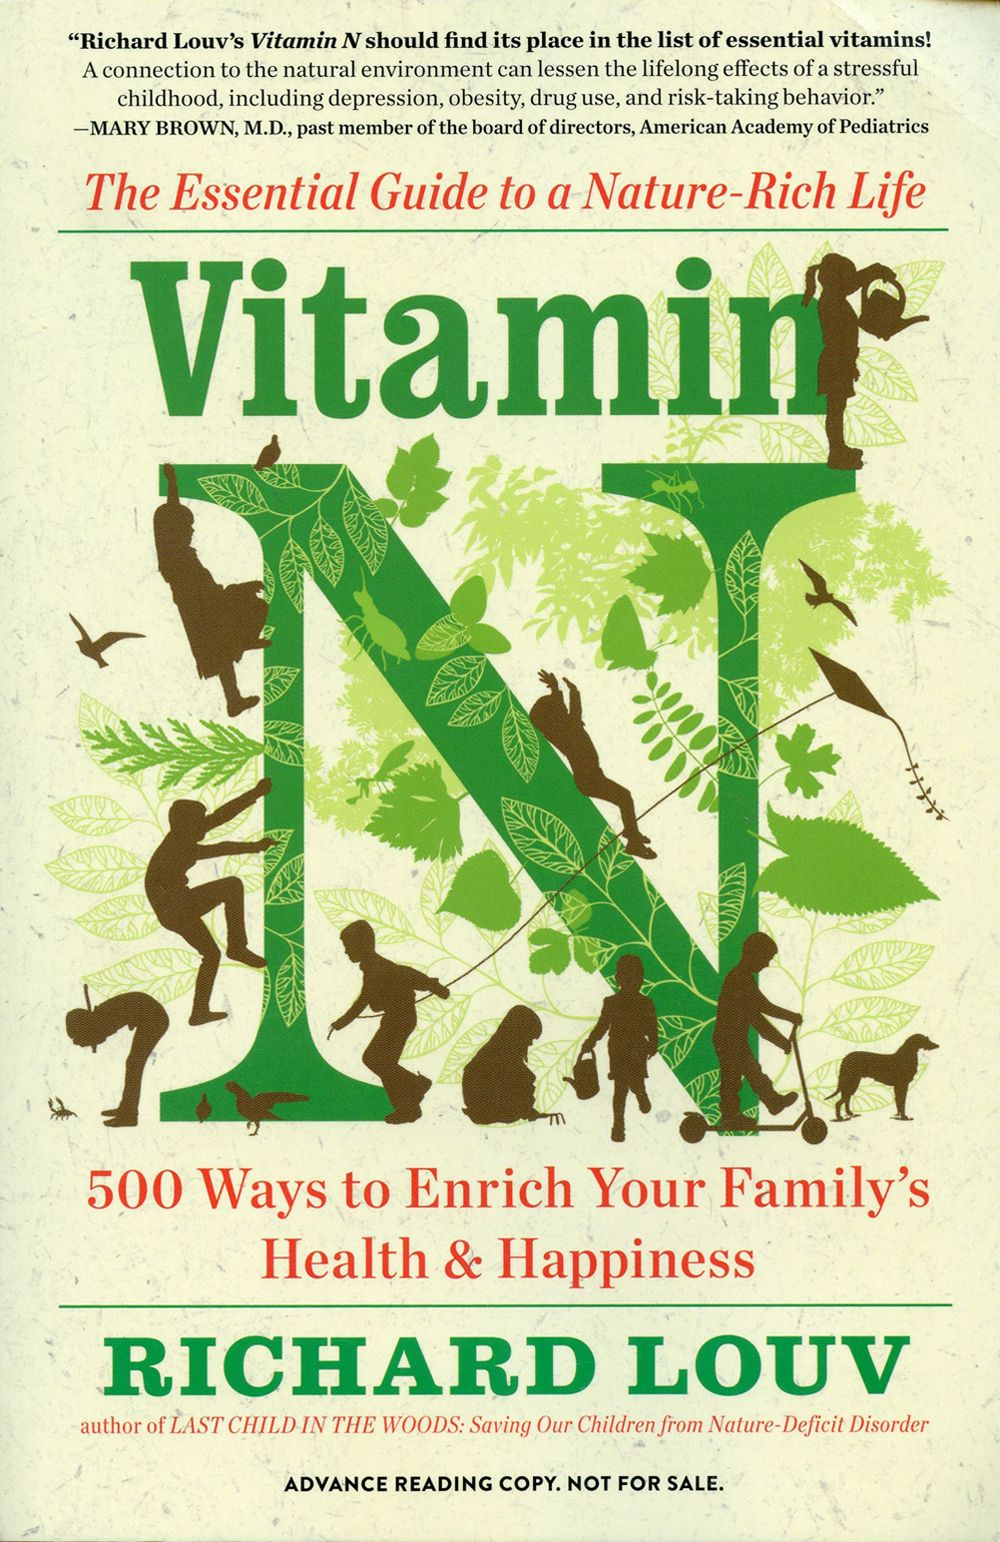 “Richard Louv’s Vitamin N should find its place in the list of essential vitamins!
A connection to the natural environment can lessen the lifelong effects of a stressful
childhood, including depression, obesity, drug use, and risk-taking behavior.”
—MARY BROWN, M.D., past member of the board of directors, American Academy of Pediatrics
The Essential Guide to a Nature-Rich Life
Vitamin
N
500 Ways to Enrich Your Family’s
Health & Happiness
RICHARD LOUV
author of LAST CHILD IN THE WOODS: Saving Our Children from Nature-Deficit Disorder
ADVANCE READING COPY. NOT FOR SALE.